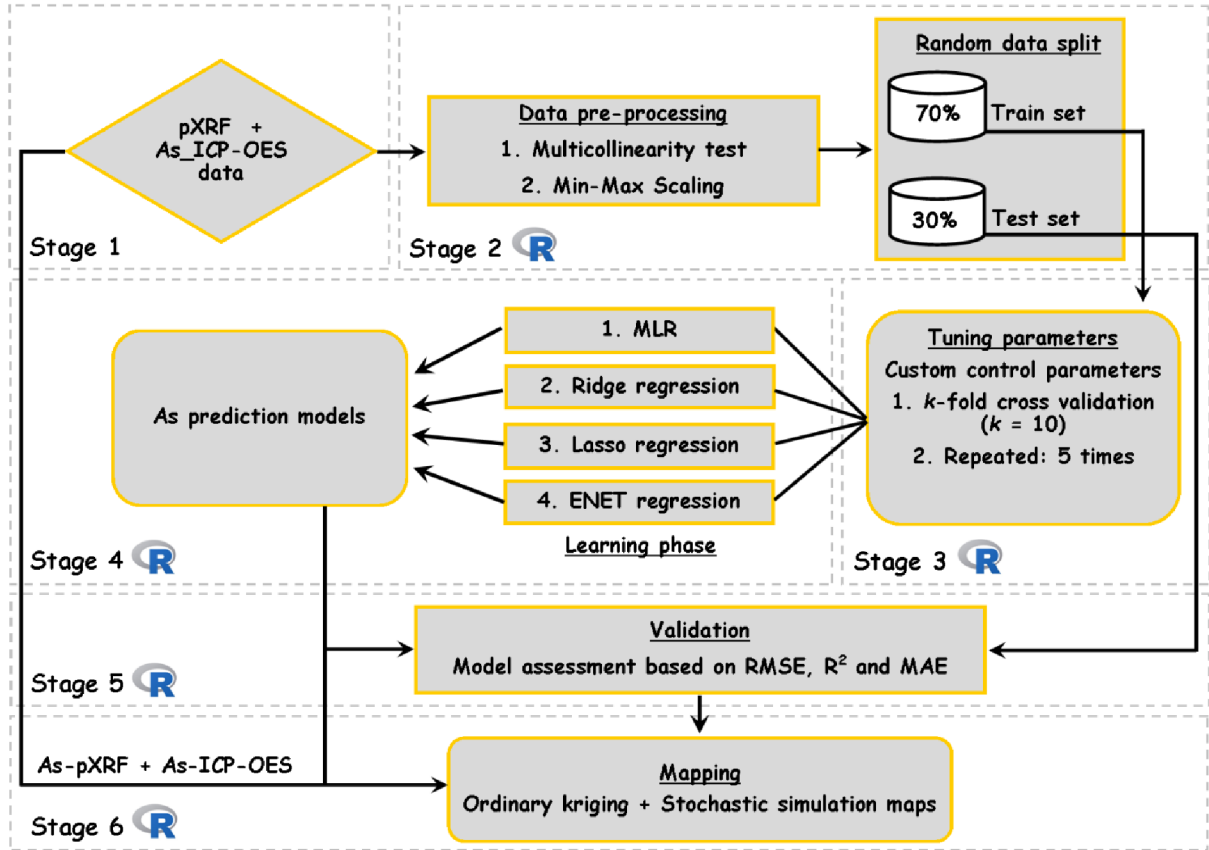 pXRF +
As_ICP-OES
data
Stage 1
Data pre-processing
1. Multicollinearity test
2. Min-Max Scaling
Stage 2 R
Random data split
70% Train set
30% Test set
1. MLR
2. Ridge regression
3. Lasso regression
4. ENET regression
Learning phase
As prediction models
Stage 4 R
Tuning parameters
Custom control parameters
1. k-fold cross validation
(k = 10)
2. Repeated: 5 times
Stage 3 R
Validation
Model assessment based on RMSE, R² and MAE
Stage 5 R
As-pXRF + As-ICP-OES
Mapping
Ordinary kriging + Stochastic simulation maps
Stage 6 R